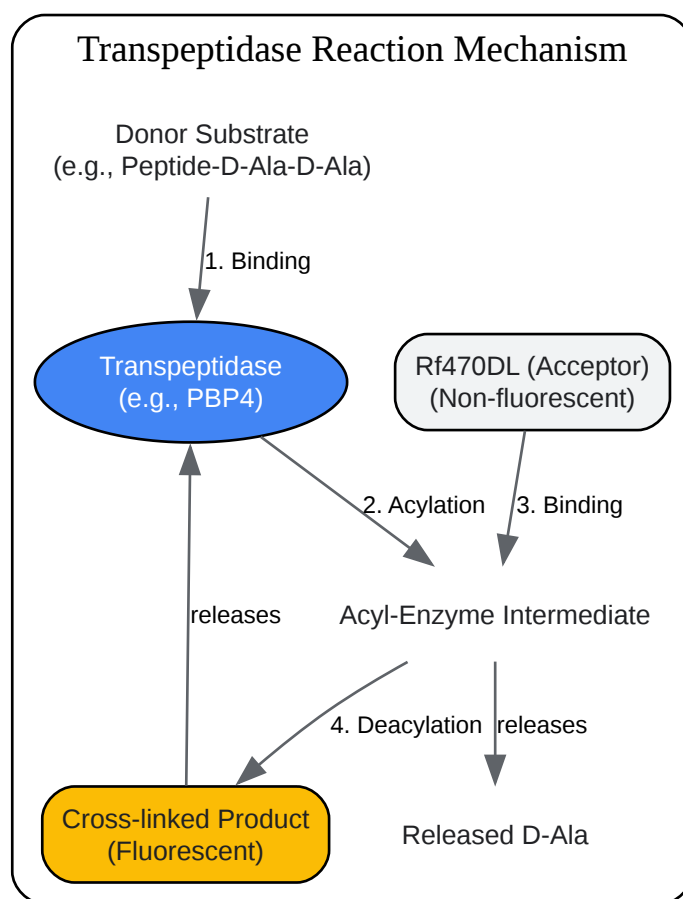 Transpeptidase Reaction Mechanism
Donor Substrate
(e.g., Peptide-D-Ala-D-Ala)
1. Binding
Transpeptidase
(e.g., PBP4)
Rf470DL (Acceptor)
(Non-fluorescent)
2. Acylation
3. Binding
releases
Acyl-Enzyme Intermediate
4. Deacylation
releases
Cross-linked Product
(Fluorescent)
Released D-Ala